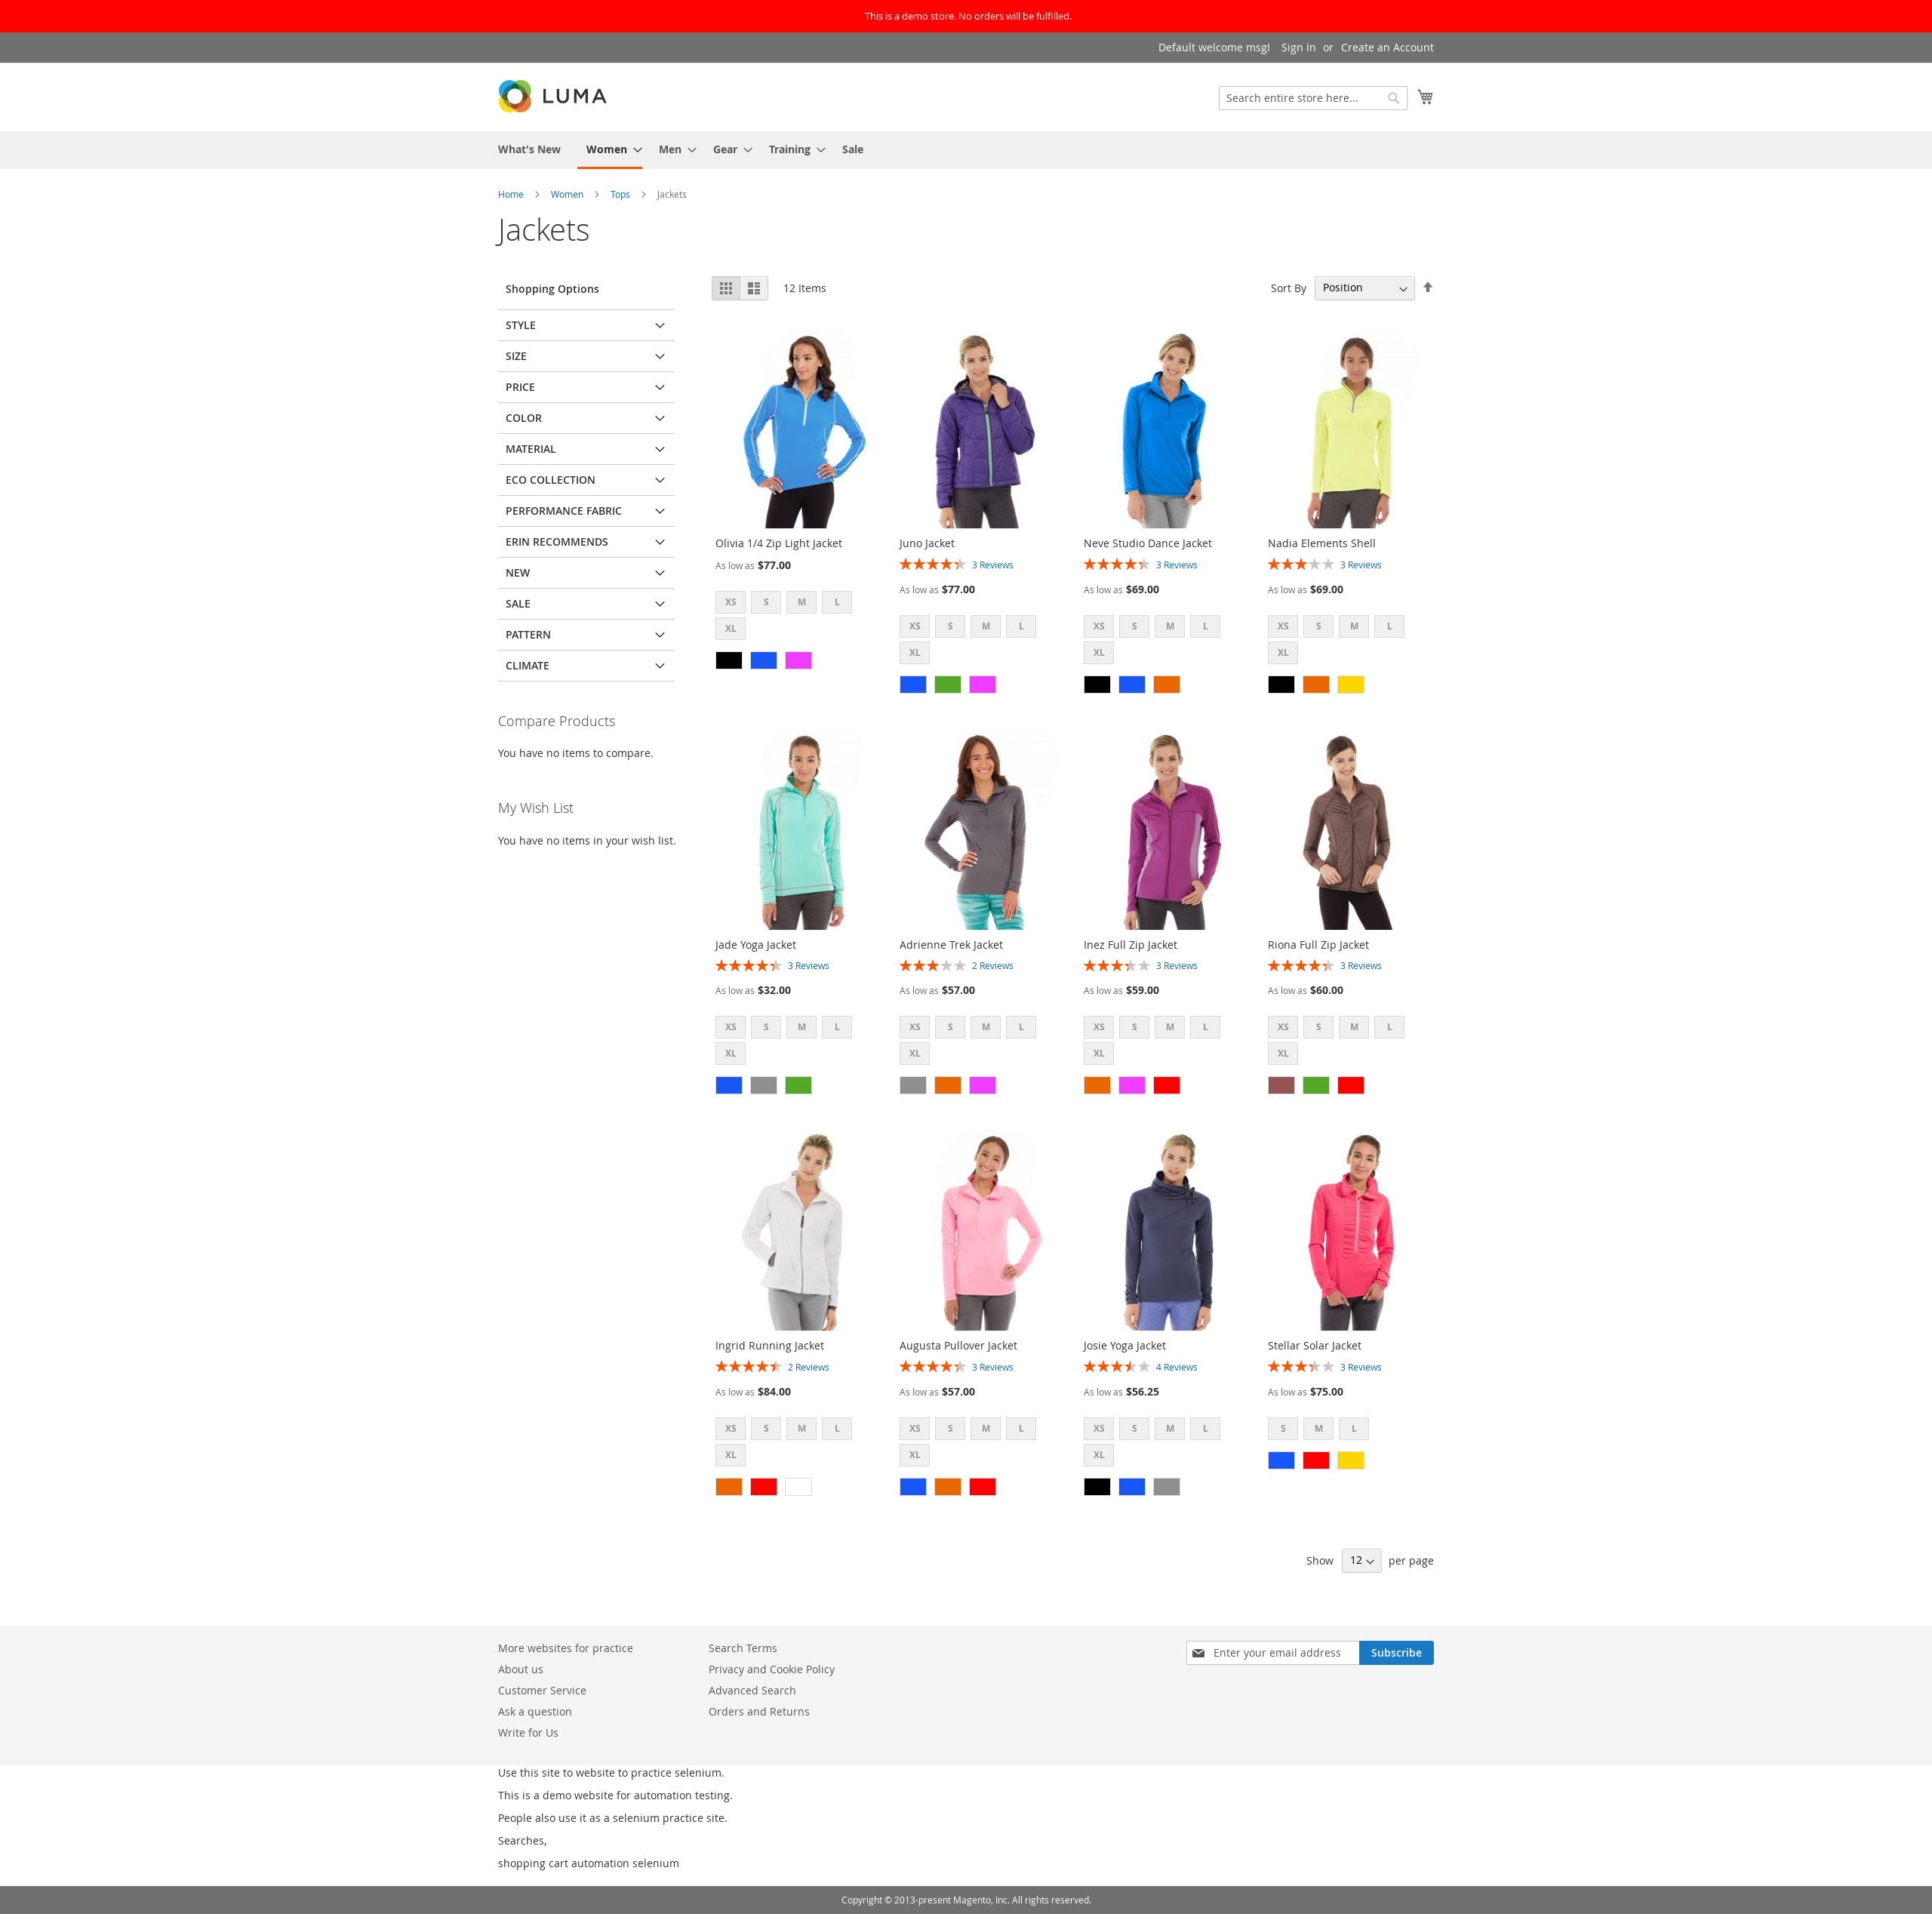 This is a demo store. No orders will be fulfilled.
Default welcome msg! Sign In or Create an Account
LUMA
Search entire store here...
What's New Women Men Gear Training Sale
Home Women Tops Jackets
Jackets
Shopping Options
STYLE
SIZE
PRICE
COLOR
MATERIAL
ECO COLLECTION
PERFORMANCE FABRIC
ERIN RECOMMENDS
NEW
SALE
PATTERN
CLIMATE
Compare Products
You have no items to compare.
My Wish List
You have no items in your wish list.
12 Items
Sort By Position
Olivia 1/4 Zip Light Jacket
As low as $77.00
XS S M L
XL
Juno Jacket
3 Reviews
As low as $77.00
XS S M L
XL
Neve Studio Dance Jacket
3 Reviews
As low as $69.00
XS S M L
XL
Nadia Elements Shell
3 Reviews
As low as $69.00
XS S M L
XL
Jade Yoga Jacket
3 Reviews
As low as $32.00
XS S M L
XL
Adrienne Trek Jacket
2 Reviews
As low as $57.00
XS S M L
XL
Inez Full Zip Jacket
3 Reviews
As low as $59.00
XS S M L
XL
Riona Full Zip Jacket
3 Reviews
As low as $60.00
XS S M L
XL
Ingrid Running Jacket
2 Reviews
As low as $84.00
XS S M L
XL
Augusta Pullover Jacket
3 Reviews
As low as $57.00
XS S M L
XL
Josie Yoga Jacket
4 Reviews
As low as $56.25
XS S M L
XL
Stellar Solar Jacket
3 Reviews
As low as $75.00
S M L
Show 12 per page
More websites for practice
About us
Customer Service
Ask a question
Write for Us
Search Terms
Privacy and Cookie Policy
Advanced Search
Orders and Returns
Enter your email address Subscribe
Use this site to website to practice selenium.
This is a demo website for automation testing.
People also use it as a selenium practice site.
Searches,
shopping cart automation selenium
Copyright © 2013-present Magento, Inc. All rights reserved.